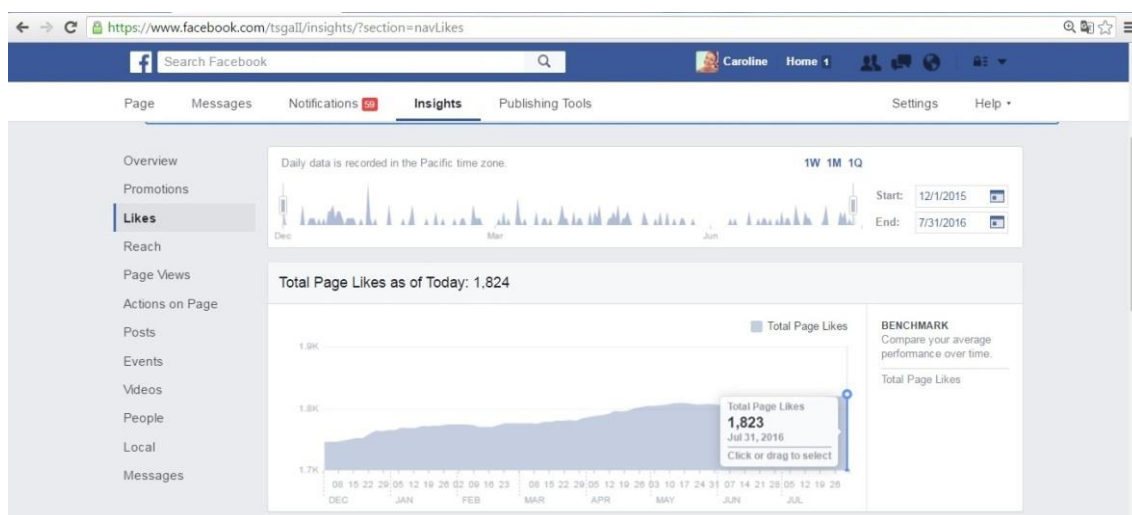 https://www.facebook.com/tsgaII/insights/?section=navLikes
Search Facebook
Caroline Home 1
Page Messages Notifications 59 Insights Publishing Tools Settings Help
Overview
Promotions
Likes
Reach
Page Views
Actions on Page
Posts
Events
Videos
People
Local
Messages
Daily data is recorded in the Pacific time zone.
1W 1M 1Q
Start: 12/1/2015
End: 7/31/2016
Dec Mar Jun
Total Page Likes as of Today: 1,824
Total Page Likes
1.9K
1.8K
1.7K
Total Page Likes
1,823
Jul 31, 2016
Click or drag to select
08 15 22 29 05 12 19 26 02 09 16 23 08 15 22 29 05 12 19 26 03 10 17 24 31 07 14 21 28 05 12 19 26
DEC JAN FEB MAR APR MAY JUN JUL
BENCHMARK
Compare your average
performance over time.
Total Page Likes